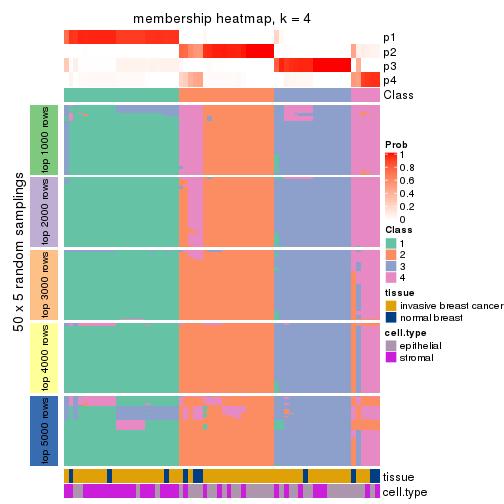 membership heatmap, k = 4
p1
p2
p3
p4
Class
50 x 5 random samplings
top 1000 rows
top 2000 rows
top 3000 rows
top 4000 rows
top 5000 rows
Prob
1
0.8
0.6
0.4
0.2
0
Class
1
2
3
4
tissue
invasive breast cancer
normal breast
cell.type
epithelial
stromal
tissue
cell.type